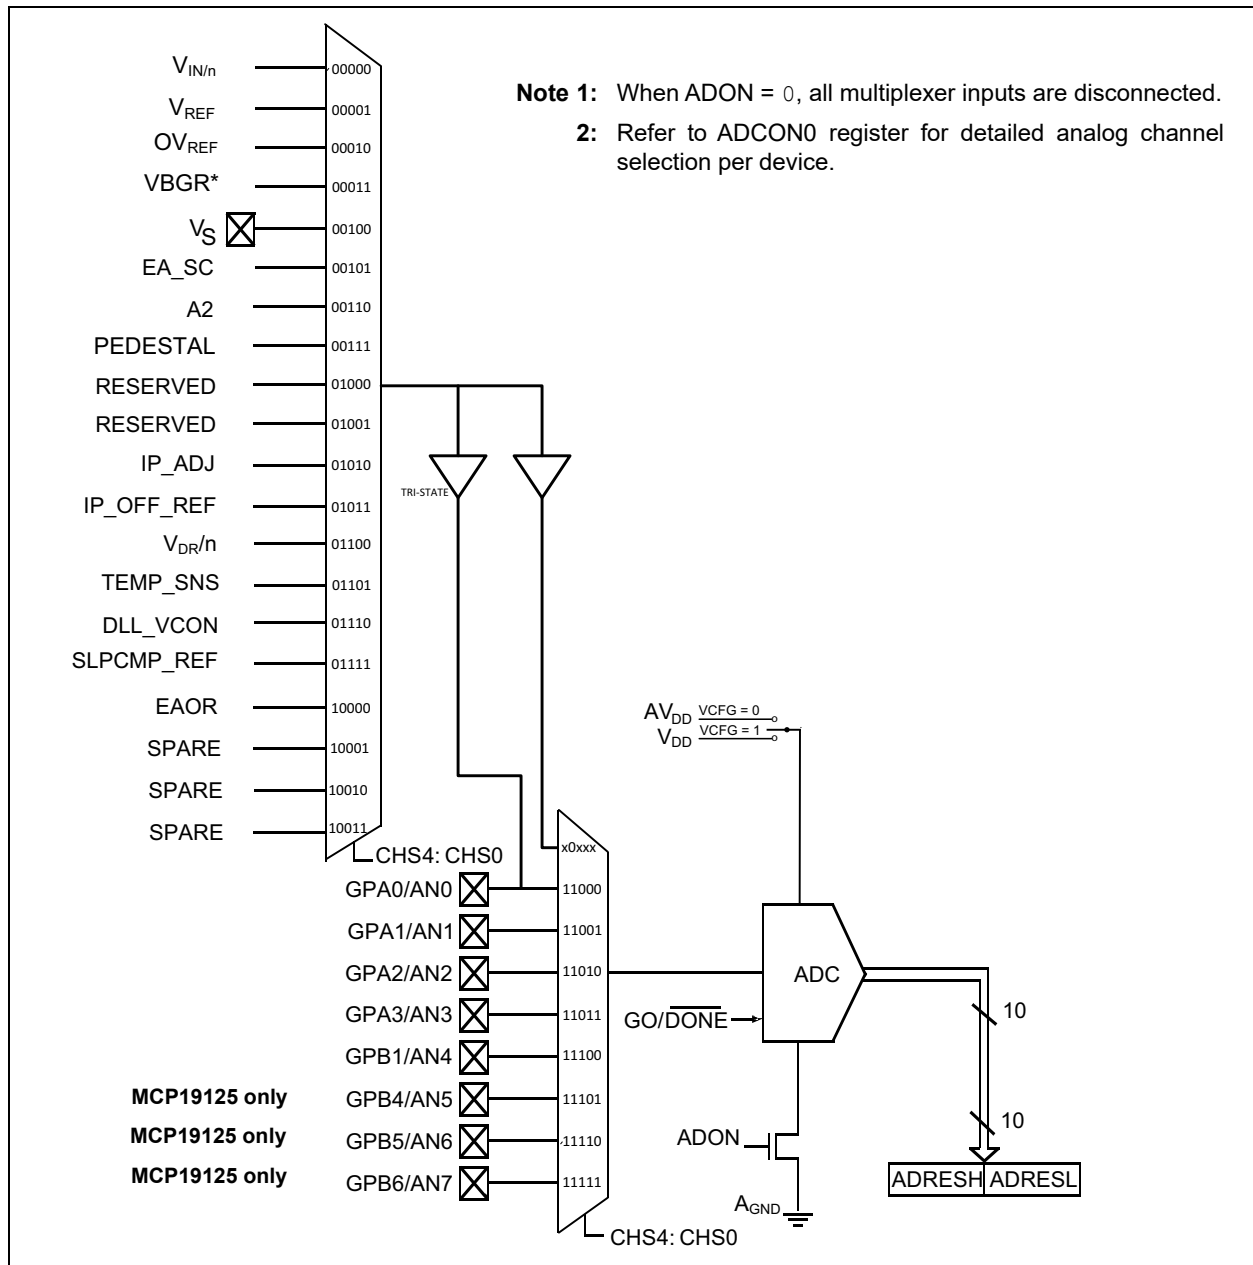 Note 1: When ADON = 0, all multiplexer inputs are disconnected.
2: Refer to ADCON0 register for detailed analog channel
selection per device.
VIN/n 00000
VREF 00001
OVREF 00010
VBGR* 00011
VS 00100
EA_SC 00101
A2 00110
PEDESTAL 00111
RESERVED 01000
RESERVED 01001
IP_ADJ 01010
TRI-STATE
IP_OFF_REF 01011
VDR/n 01100
TEMP_SNS 01101
DLL_VCON 01110
SLPCMP_REF 01111
EAOR 10000
SPARE 10001
SPARE 10010
SPARE 10011
CHS4: CHS0
AVDD VCFG = 0
VDD VCFG = 1
x0xxx
GPA0/AN0 11000
GPA1/AN1 11001
GPA2/AN2 11010
GPA3/AN3 11011
GPB1/AN4 11100
MCP19125 only GPB4/AN5 11101
MCP19125 only GPB5/AN6 11110
MCP19125 only GPB6/AN7 11111
CHS4: CHS0
ADC
GO/DONE
10
10
ADON
AGND
ADRESH ADRESL